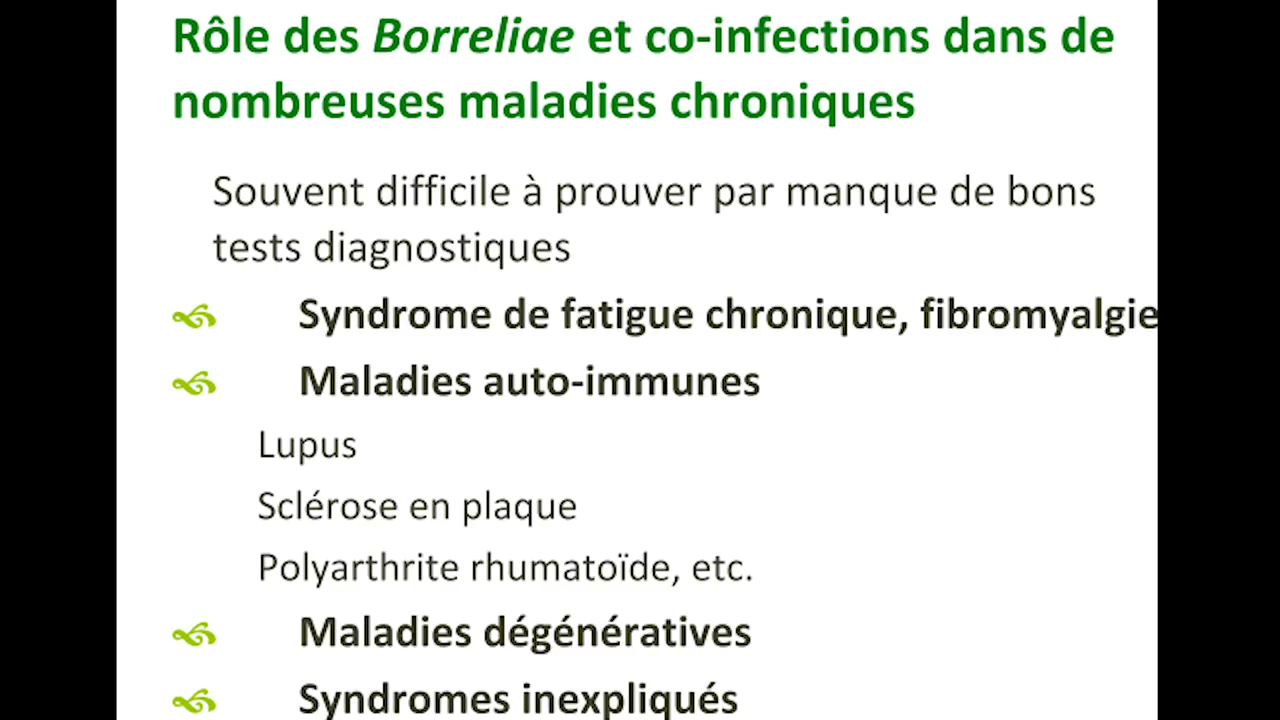 Rôle des Borreliae et co-infections dans de
nombreuses maladies chroniques
Souvent difficile à prouver par manque de bons
tests diagnostiques
Syndrome de fatigue chronique, fibromyalgie
Maladies auto-immunes
Lupus
Sclérose en plaque
Polyarthrite rhumatoïde, etc.
Maladies dégénératives
Syndromes inexpliqués